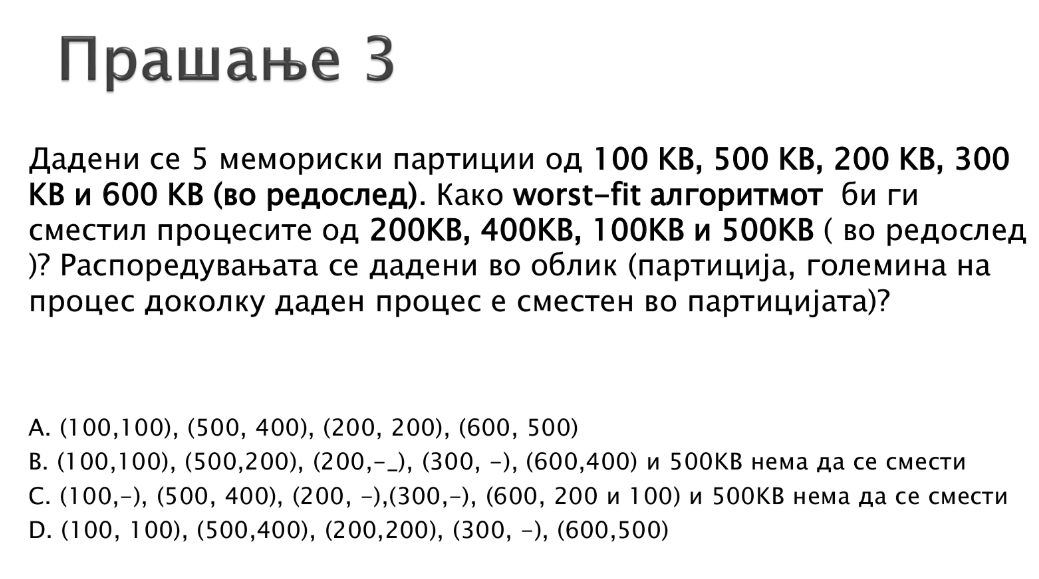 Прашање 3
Дадени се 5 мемориски партиции од 100 KB, 500 KB, 200 KB, 300
KB и 600 KB (во редослед). Како worst-fit алгоритмот би ги
сместил процесите од 200KB, 400KB, 100KB и 500KB ( во редослед
)? Распоредувањата се дадени во облик (партиција, големина на
процес доколку даден процес е сместен во партицијата)?
A. (100,100), (500, 400), (200, 200), (600, 500)
B. (100,100), (500,200), (200,-_), (300, -), (600,400) и 500KB нема да се смести
C. (100,-), (500, 400), (200, -),(300,-), (600, 200 и 100) и 500KB нема да се смести
D. (100, 100), (500,400), (200,200), (300, -), (600,500)